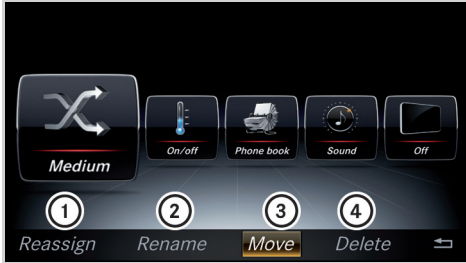 Medium On/off Phone book Sound Off
1 2 3 4
Reassign Rename Move Delete